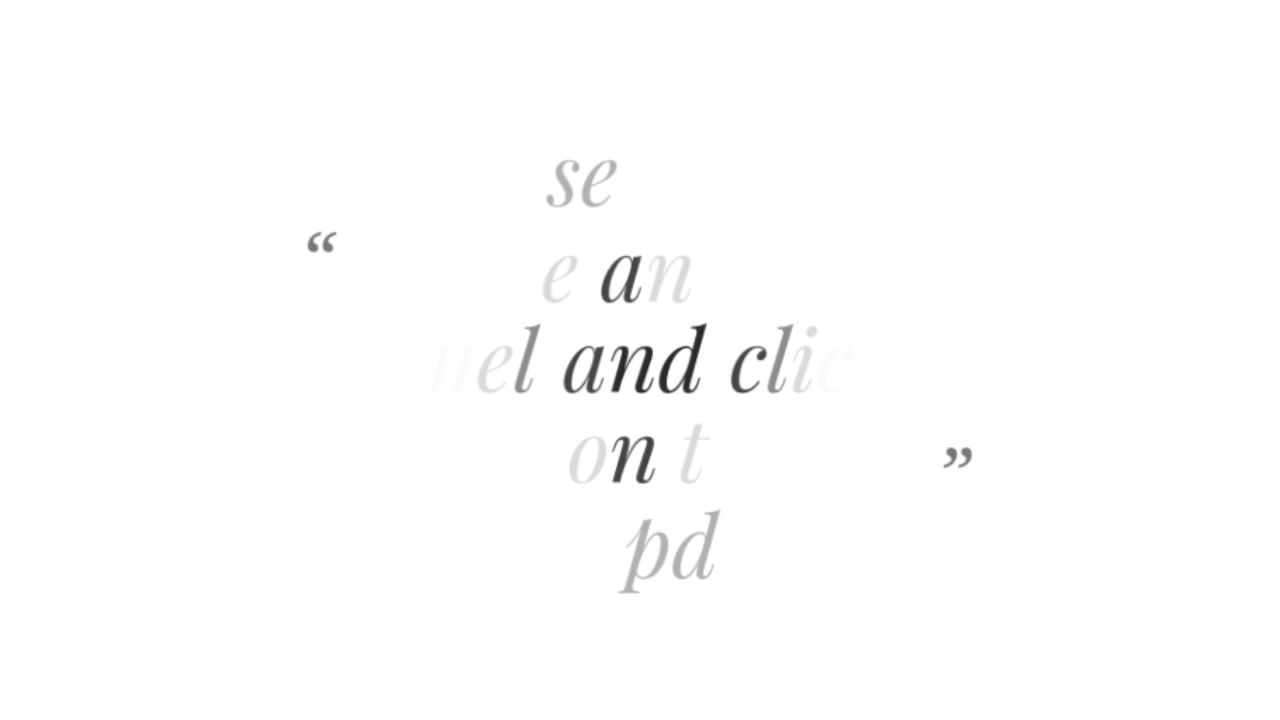 se
“
e an
nel and clic
on t
”
pd